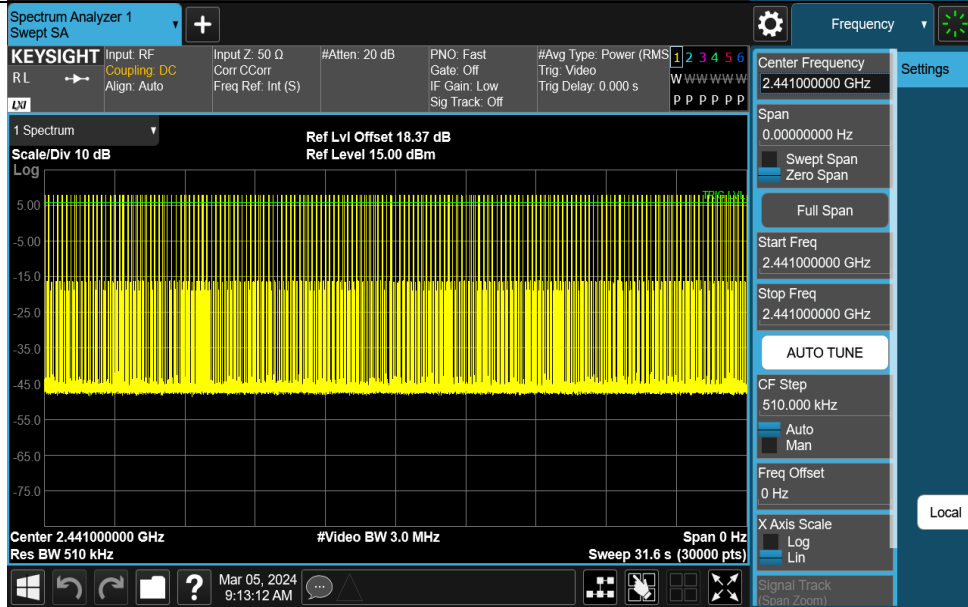 Spectrum Analyzer 1
Swept SA
Frequency
KEYSIGHT
RL
LXI
Input: RF
Coupling: DC
Align: Auto
Input Z: 50 Ω
Corr CCorr
Freq Ref: Int (S)
#Atten: 20 dB
PNO: Fast
Gate: Off
IF Gain: Low
Sig Track: Off
#Avg Type: Power (RMS
Trig: Video
Trig Delay: 0.000 s
1 2 3 4 5 6
W W W W W W
P P P P P P
1 Spectrum
Scale/Div 10 dB
Log
Ref Lvl Offset 18.37 dB
Ref Level 15.00 dBm
TRIG LVL
5.00
-5.00
-15.0
-25.0
-35.0
-45.0
-55.0
-65.0
-75.0
Center 2.441000000 GHz
Res BW 510 kHz
#Video BW 3.0 MHz
Span 0 Hz
Sweep 31.6 s (30000 pts)
Center Frequency
2.441000000 GHz
Span
0.00000000 Hz
Swept Span
Zero Span
Full Span
Start Freq
2.441000000 GHz
Stop Freq
2.441000000 GHz
AUTO TUNE
CF Step
510.000 kHz
Auto
Man
Freq Offset
0 Hz
X Axis Scale
Log
Lin
Signal Track
(Span Zoom)
Settings
Local
?
Mar 05, 2024
9:13:12 AM